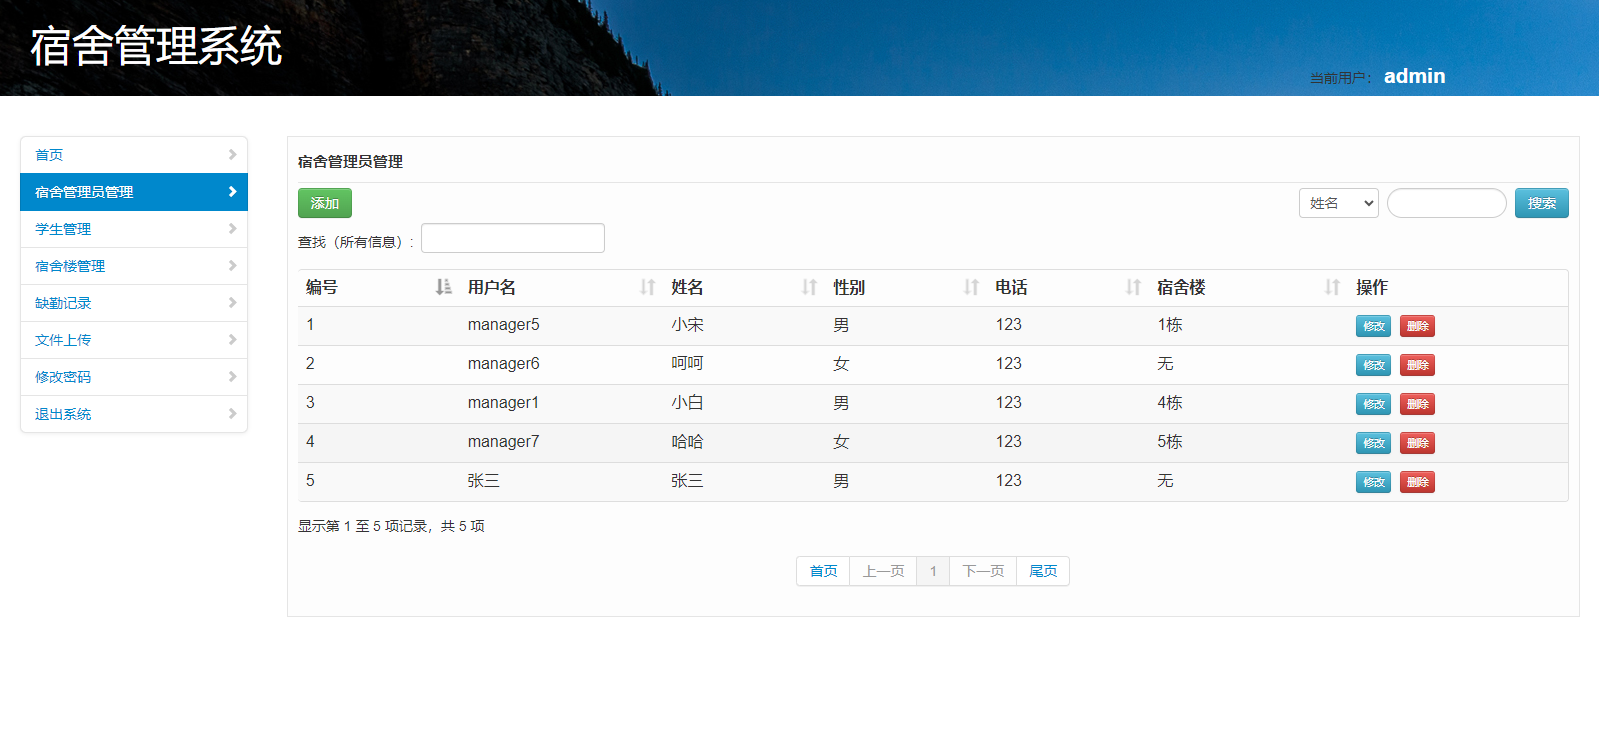 宿舍管理系统
当前用户： admin
首页
宿舍管理员管理
学生管理
宿舍楼管理
缺勤记录
文件上传
修改密码
退出系统
宿舍管理员管理
添加 姓名 搜索
查找（所有信息）:
编号 用户名 姓名 性别 电话 宿舍楼 操作
1 manager5 小宋 男 123 1栋 修改 删除
2 manager6 呵呵 女 123 无 修改 删除
3 manager1 小白 男 123 4栋 修改 删除
4 manager7 哈哈 女 123 5栋 修改 删除
5 张三 张三 男 123 无 修改 删除
显示第 1 至 5 项记录，共 5 项
首页 上一页 1 下一页 尾页